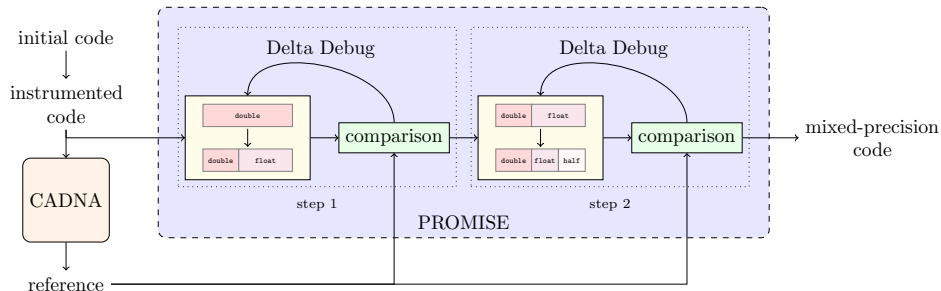 initial code
instrumented
code
CADNA
reference
Delta Debug
double
double float
comparison
step 1
Delta Debug
double float
double float half
comparison
step 2
PROMISE
mixed-precision
code